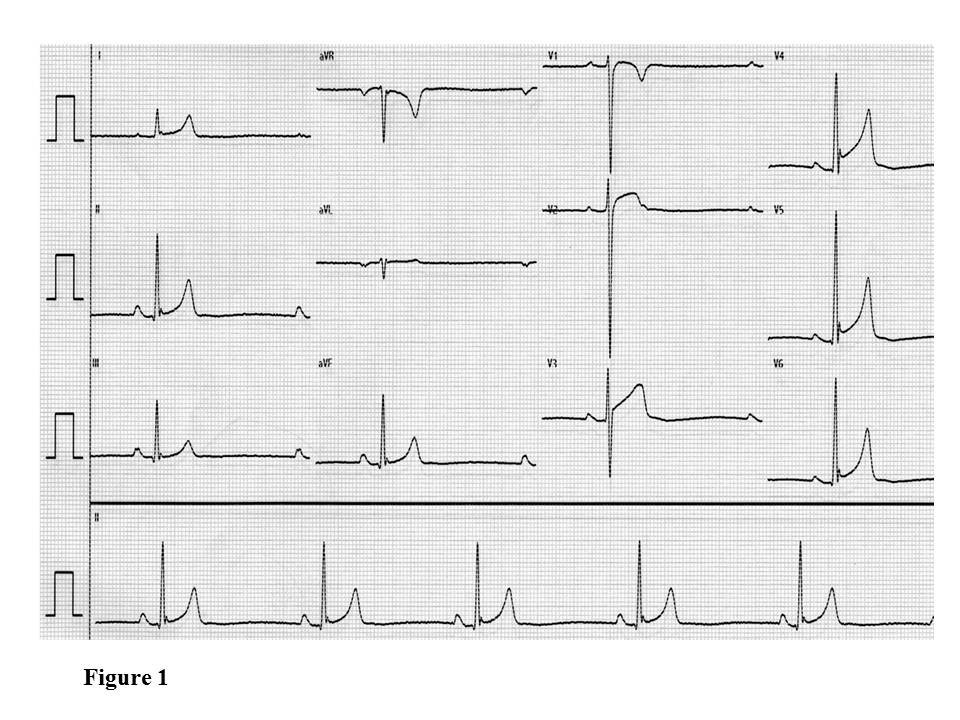 I aVR V1 V4
II aVL V2 V5
III aVF V3 V6
II
Figure 1